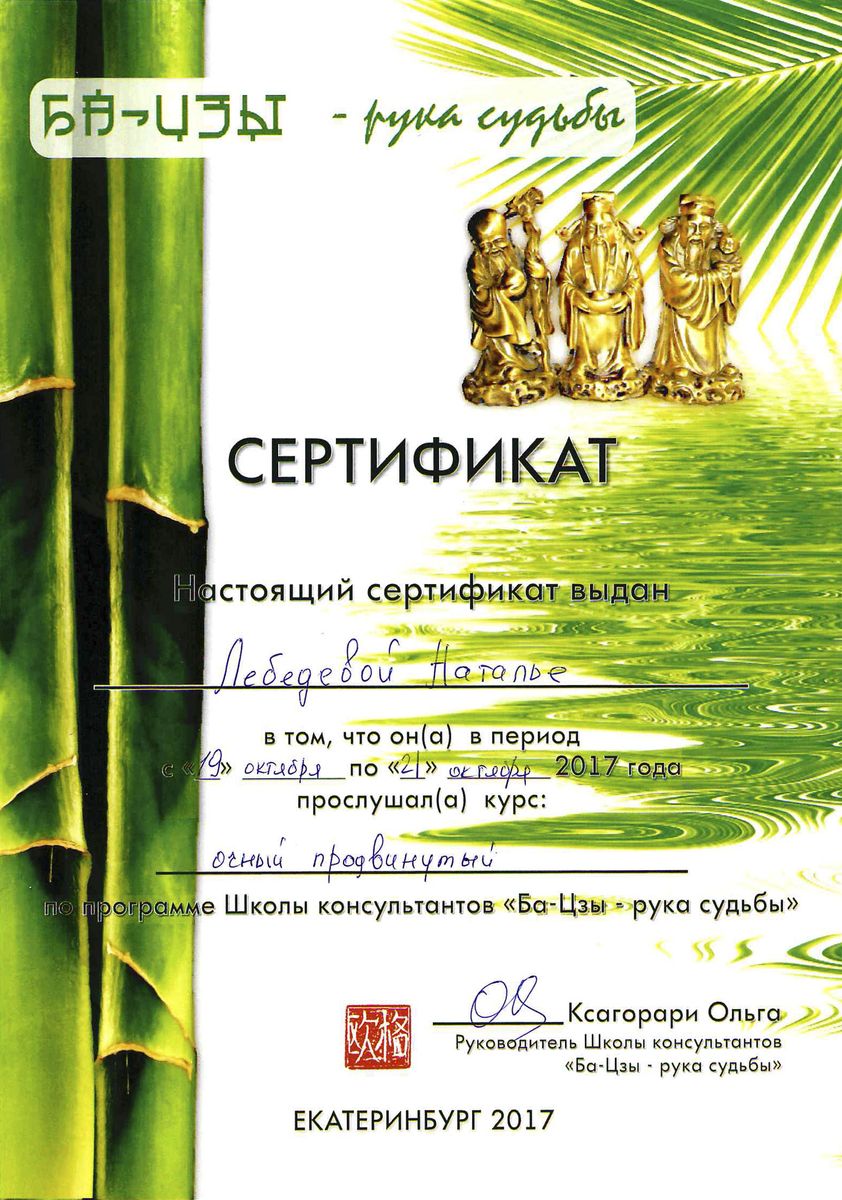 БА-ЦЗЫ - рука судьбы
СЕРТИФИКАТ
Настоящий сертификат выдан
Лебедевой Наталье
в том, что он(а) в период
с «19» октября по «21» октября 2017 года
прослушал(а) курс:
очный продвинутый
по программе Школы консультантов «Ба-Цзы - рука судьбы»
欧格
Ксагорари Ольга
Руководитель Школы консультантов
«Ба-Цзы - рука судьбы»
ЕКАТЕРИНБУРГ 2017